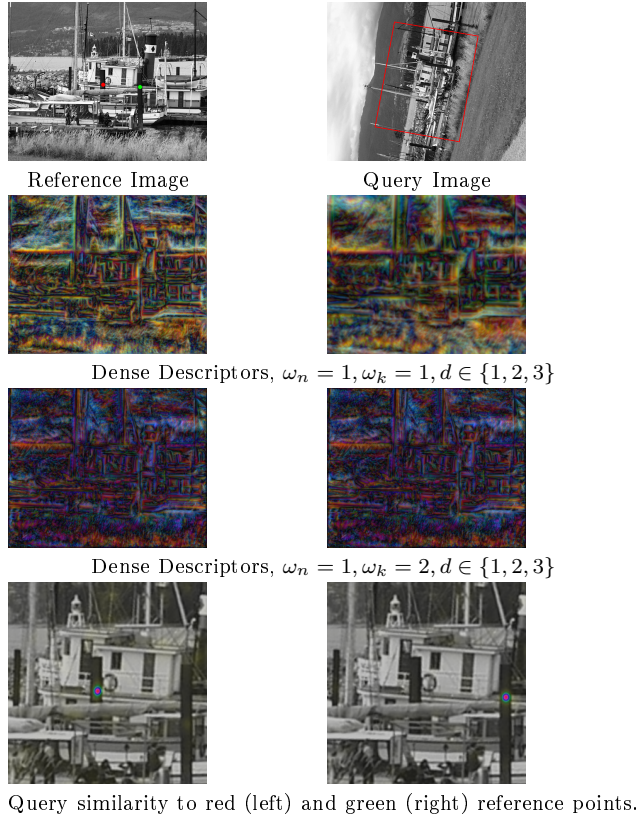 Reference Image
Query Image
Dense Descriptors, ωₙ = 1, ωₖ = 1, d ∈ {1, 2, 3}
Dense Descriptors, ωₙ = 1, ωₖ = 2, d ∈ {1, 2, 3}
Query similarity to red (left) and green (right) reference points.